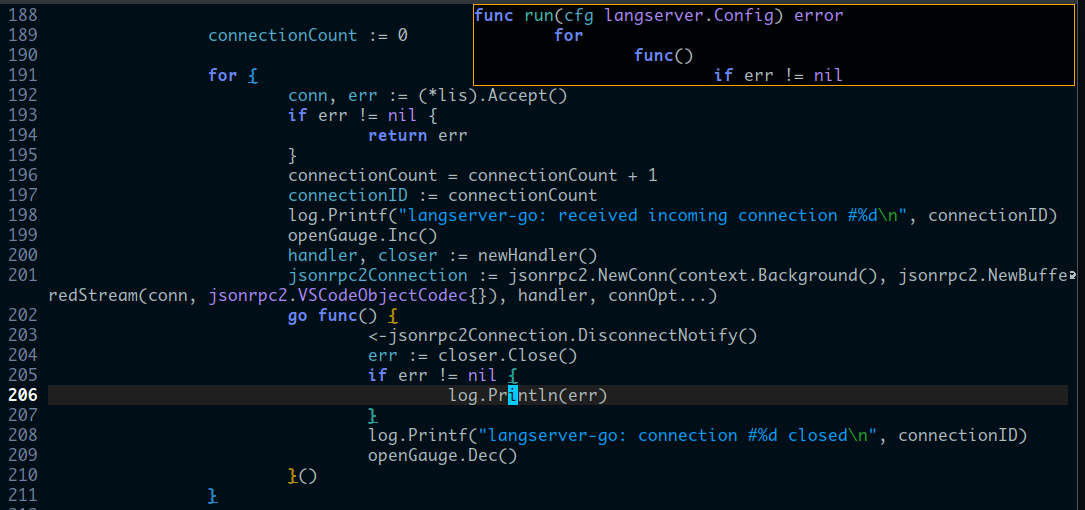 188
func run(cfg langserver.Config) error
189 connectionCount := 0
for
190
func()
191 for {
if err != nil
192 conn, err := (*lis).Accept()
193 if err != nil {
194 return err
195 }
196 connectionCount = connectionCount + 1
197 connectionID := connectionCount
198 log.Printf("langserver-go: received incoming connection #%d\n", connectionID)
199 openGauge.Inc()
200 handler, closer := newHandler()
201 jsonrpc2Connection := jsonrpc2.NewConn(context.Background(), jsonrpc2.NewBuffe
redStream(conn, jsonrpc2.VSCodeObjectCodec{}), handler, connOpt...)
202 go func() {
203 <-jsonrpc2Connection.DisconnectNotify()
204 err := closer.Close()
205 if err != nil {
206 log.Println(err)
207 }
208 log.Printf("langserver-go: connection #%d closed\n", connectionID)
209 openGauge.Dec()
210 }()
211 }